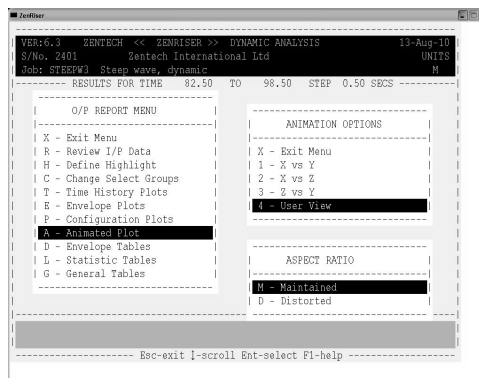 ZenRiser
VER:6.3 ZENTECH << ZENRISER >> DYNAMIC ANALYSIS 13-Aug-10
S/No. 2401 Zentech International Ltd UNITS
Job: STEEPW3 Steep wave, dynamic M
RESULTS FOR TIME 82.50 TO 98.50 STEP 0.50 SECS
O/P REPORT MENU
X - Exit Menu
R - Review I/P Data
H - Define Highlight
C - Change Select Groups
T - Time History Plots
E - Envelope Plots
P - Configuration Plots
A - Animated Plot
D - Envelope Tables
L - Statistic Tables
G - General Tables
ANIMATION OPTIONS
X - Exit Menu
1 - X vs Y
2 - X vs Z
3 - Z vs Y
4 - User View
ASPECT RATIO
M - Maintained
D - Distorted
Esc-exit ↕-scroll Ent-select F1-help